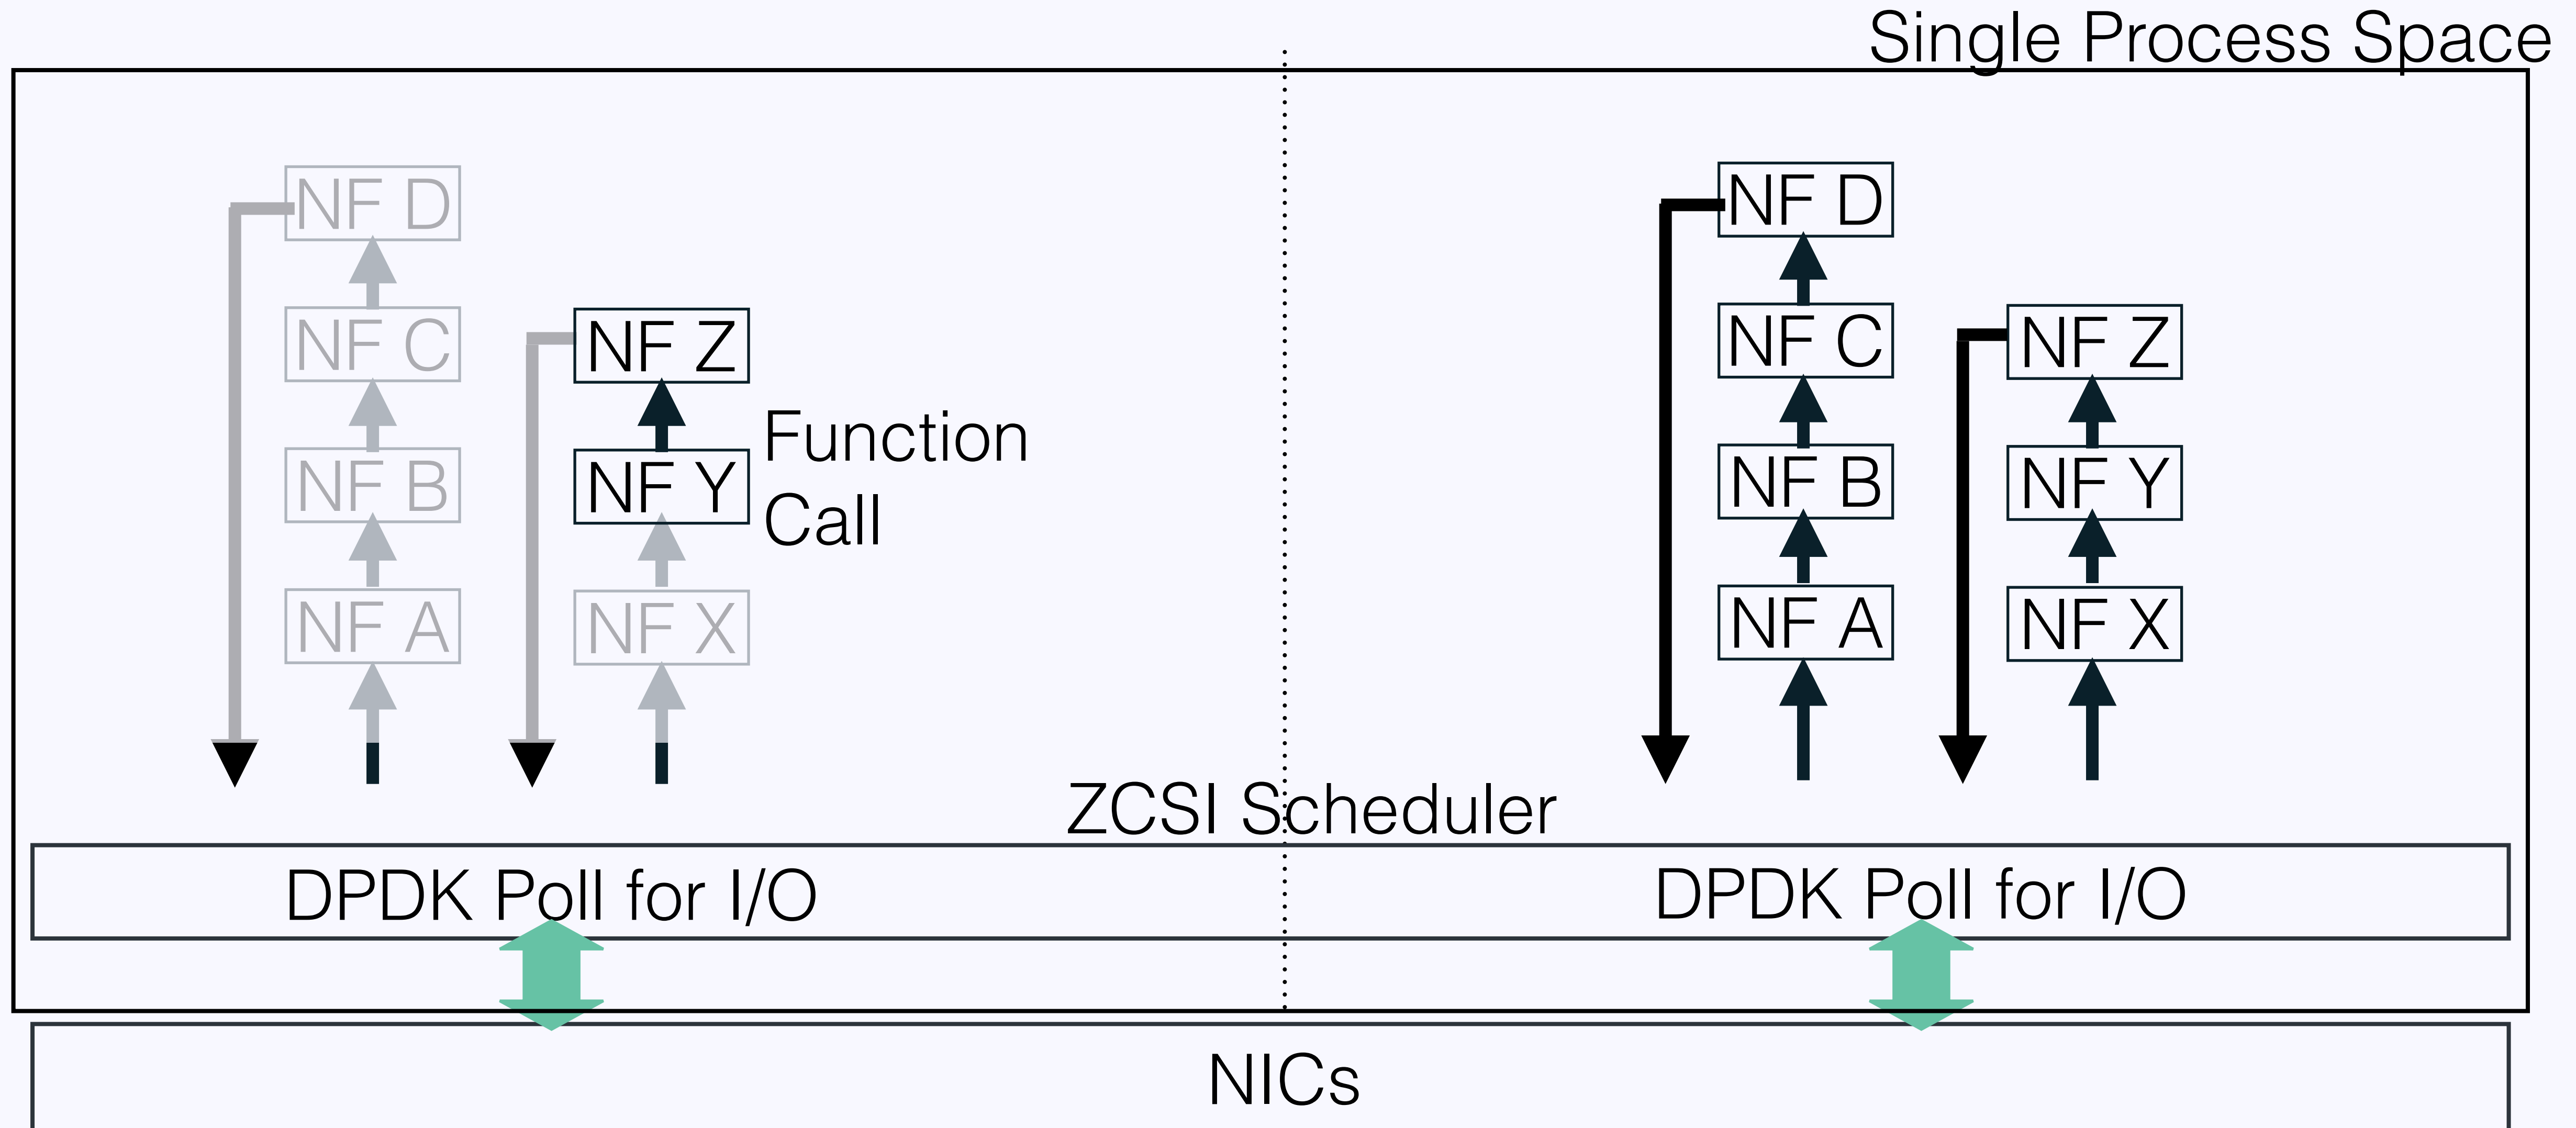 Single Process Space
NF D
NF C
NF B
NF A
NF Z
NF Y
NF X
Function
Call
NF D
NF C
NF B
NF A
NF Z
NF Y
NF X
ZCSI Scheduler
DPDK Poll for I/O
DPDK Poll for I/O
NICs